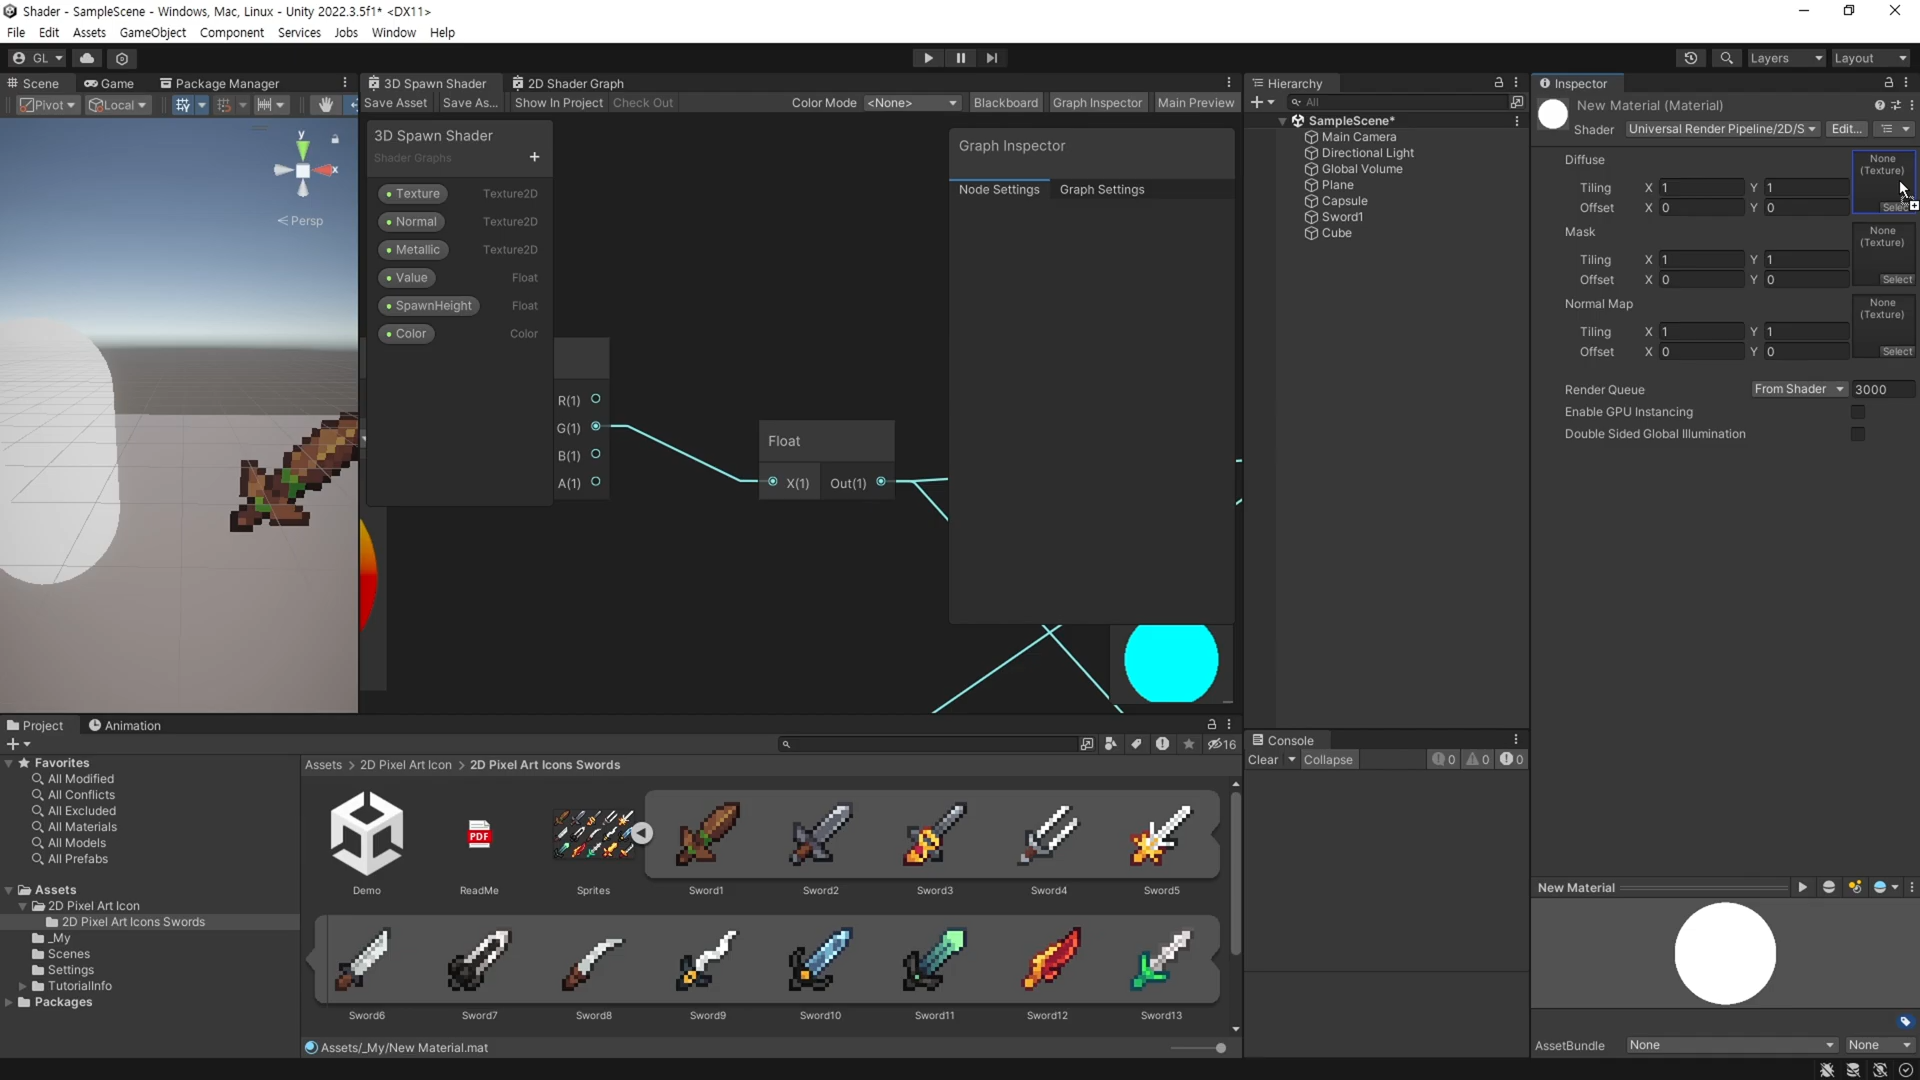 Shader - SampleScene - Windows, Mac, Linux - Unity 2022.3.5f1* <DX11>
File Edit Assets GameObject Component Services Jobs Window Help
GL Layers Layout
Scene Game Package Manager
Pivot Local
Persp
y
x
3D Spawn Shader 2D Shader Graph
Save Asset Save As... Show In Project Check Out Color Mode <None> Blackboard Graph Inspector Main Preview
3D Spawn Shader
Shader Graphs
Texture Texture2D
Normal Texture2D
Metallic Texture2D
Value Float
SpawnHeight Float
Color Color
R(1)
G(1)
B(1)
A(1)
Float
X(1) Out(1)
Graph Inspector
Node Settings Graph Settings
Hierarchy
All
SampleScene*
Main Camera
Directional Light
Global Volume
Plane
Capsule
Sword1
Cube
Inspector
New Material (Material)
Shader Universal Render Pipeline/2D/S Edit...
Diffuse None (Texture)
Tiling X 1 Y 1
Offset X 0 Y 0
Mask None (Texture)
Tiling X 1 Y 1
Offset X 0 Y 0 Select
Normal Map None (Texture)
Tiling X 1 Y 1
Offset X 0 Y 0 Select
Render Queue From Shader 3000
Enable GPU Instancing
Double Sided Global Illumination
Project Animation
16
Favorites
All Modified
All Conflicts
All Excluded
All Materials
All Models
All Prefabs
Assets
2D Pixel Art Icon
2D Pixel Art Icons Swords
_My
Scenes
Settings
TutorialInfo
Packages
Assets > 2D Pixel Art Icon > 2D Pixel Art Icons Swords
PDF
Demo ReadMe Sprites Sword1 Sword2 Sword3 Sword4 Sword5
Sword6 Sword7 Sword8 Sword9 Sword10 Sword11 Sword12 Sword13
Assets/_My/New Material.mat
Console
Clear Collapse 0 0 0
New Material
AssetBundle None None